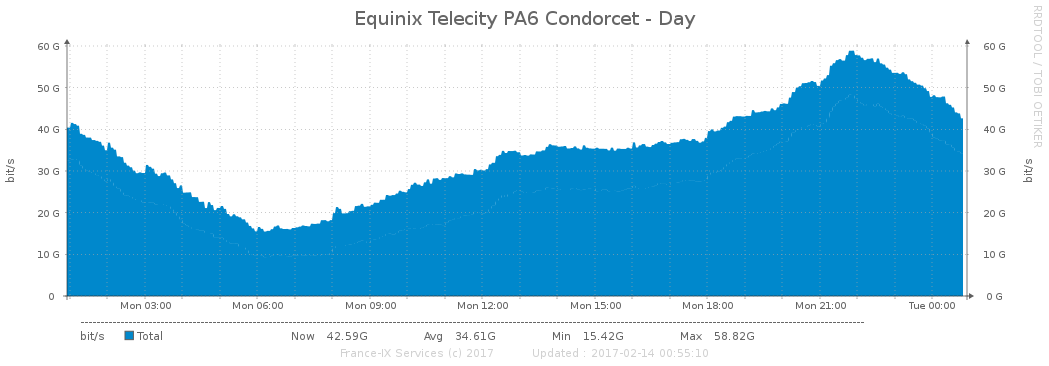 Equinix Telecity PA6 Condorcet - Day
RRDTOOL / TOBI OETIKER
bit/s
60 G
50 G
40 G
30 G
20 G
10 G
0
60 G
50 G
40 G
30 G
20 G
10 G
0 G
bit/s
Mon 03:00 Mon 06:00 Mon 09:00 Mon 12:00 Mon 15:00 Mon 18:00 Mon 21:00 Tue 00:00
bit/s Total Now 42.59G Avg 34.61G Min 15.42G Max 58.82G
France-IX Services (c) 2017 Updated : 2017-02-14 00:55:10